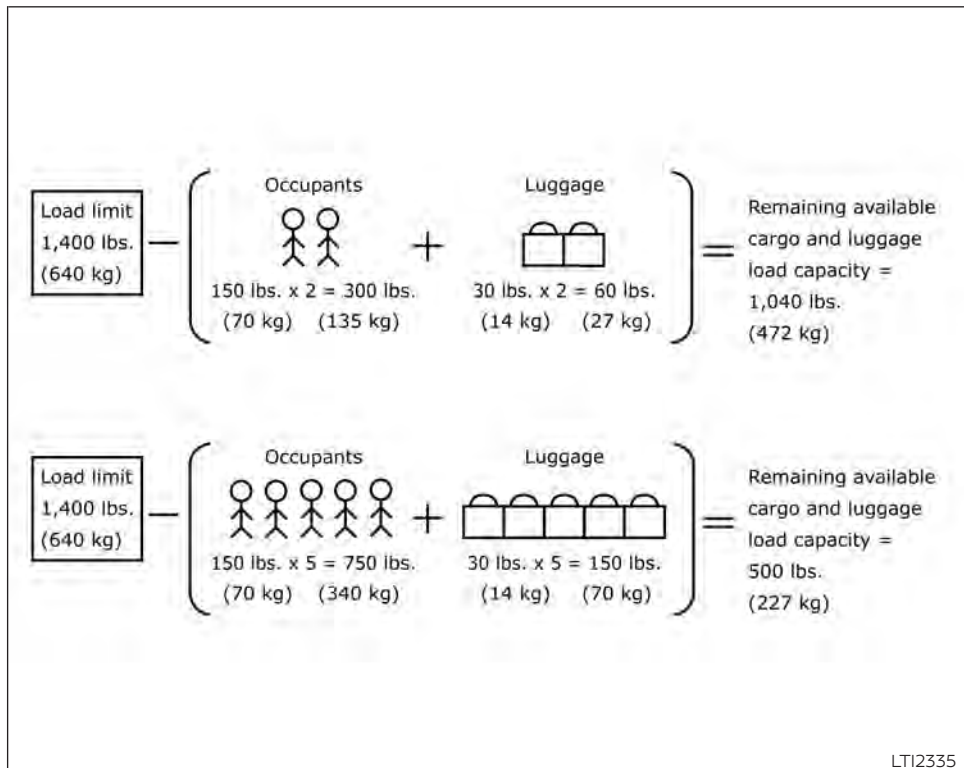 Load limit
1,400 lbs.
(640 kg)
Occupants
150 lbs. x 2 = 300 lbs.
(70 kg) (135 kg)
+
Luggage
30 lbs. x 2 = 60 lbs.
(14 kg) (27 kg)
=
Remaining available
cargo and luggage
load capacity =
1,040 lbs.
(472 kg)
Load limit
1,400 lbs.
(640 kg)
Occupants
150 lbs. x 5 = 750 lbs.
(70 kg) (340 kg)
+
Luggage
30 lbs. x 5 = 150 lbs.
(14 kg) (70 kg)
=
Remaining available
cargo and luggage
load capacity =
500 lbs.
(227 kg)
LTI2335